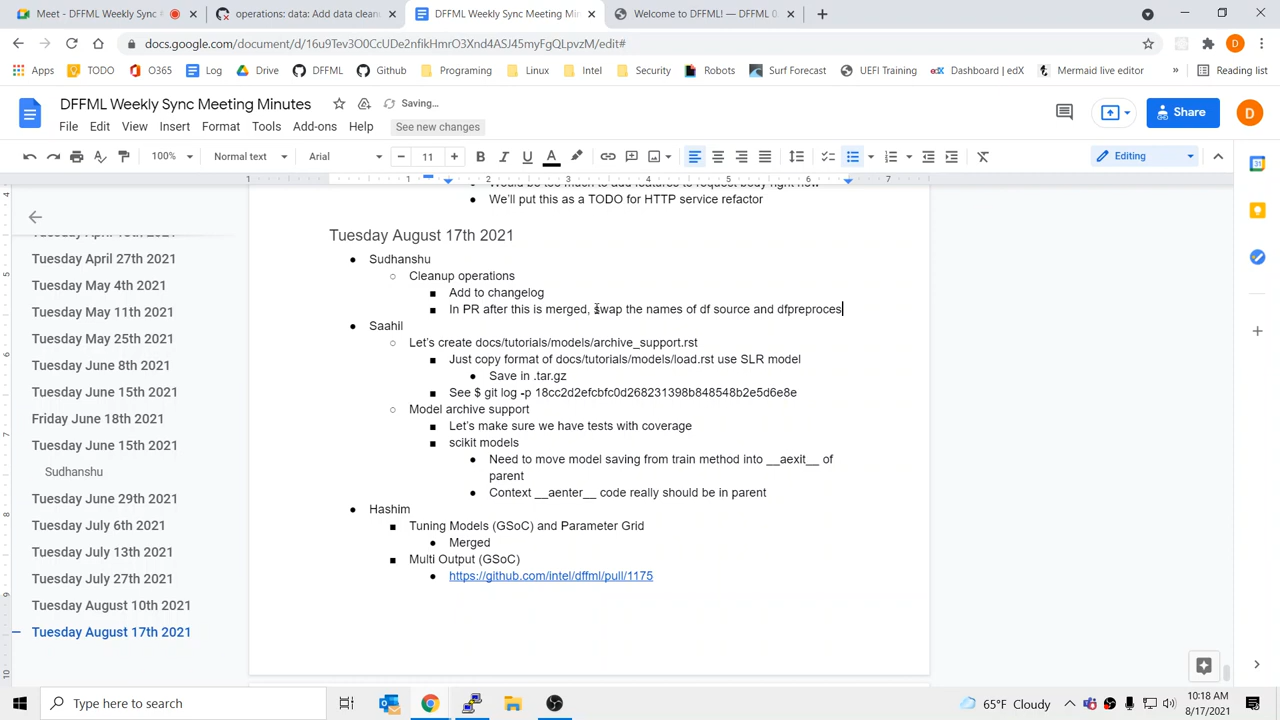 Meet – Weekly Sync
operations: data: Add data clean
DFFML Weekly Sync Meeting Min
Welcome to DFFML! — DFFML 0.
docs.google.com/document/d/16u9Tev3O0CcUDe2nfikHmrO3Xnd4ASJ45myFgQLpvzM/edit#
Apps TODO O365 Log Drive DFFML Github Programing Linux Intel Security Robots Surf Forecast UEFI Training Dashboard | edX Mermaid live editor » Reading list
DFFML Weekly Sync Meeting Minutes Saving…
File Edit View Insert Format Tools Add-ons Help See new changes
Share D
100% Normal text Arial 11 Editing
1 1 2 3 4 5 6 7
We'll put this as a TODO for HTTP service refactor
Tuesday August 17th 2021
Sudhanshu
Cleanup operations
Add to changelog
In PR after this is merged, swap the names of df source and dfpreproces
Saahil
Let's create docs/tutorials/models/archive_support.rst
Just copy format of docs/tutorials/models/load.rst use SLR model
Save in .tar.gz
See $ git log -p 18cc2d2efcbfc0d268231398b848548b2e5d6e8e
Model archive support
Let's make sure we have tests with coverage
scikit models
Need to move model saving from train method into __aexit__ of
parent
Context __aenter__ code really should be in parent
Hashim
Tuning Models (GSoC) and Parameter Grid
Merged
Multi Output (GSoC)
https://github.com/intel/dffml/pull/1175
Tuesday April 27th 2021
Tuesday May 4th 2021
Tuesday May 11th 2021
Tuesday May 25th 2021
Tuesday June 8th 2021
Tuesday June 15th 2021
Friday June 18th 2021
Tuesday June 15th 2021
Sudhanshu
Tuesday June 29th 2021
Tuesday July 6th 2021
Tuesday July 13th 2021
Tuesday July 27th 2021
Tuesday August 10th 2021
Tuesday August 17th 2021
Type here to search
65°F Cloudy
10:18 AM
8/17/2021